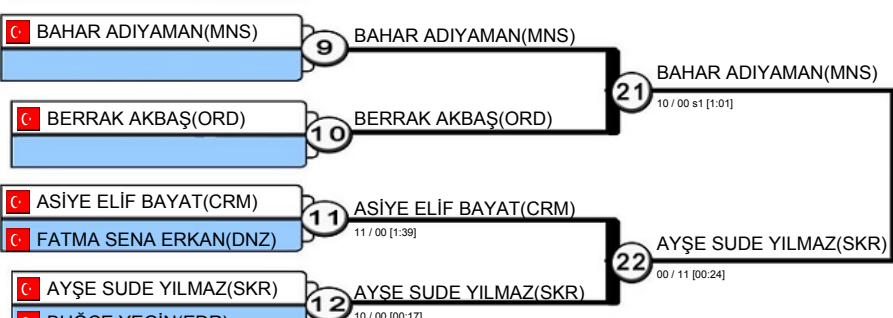 BAHAR ADIYAMAN(MNS)
9
BAHAR ADIYAMAN(MNS)
21
BAHAR ADIYAMAN(MNS)
10 / 00 s1 [1:01]
BERRAK AKBAŞ(ORD)
10
BERRAK AKBAŞ(ORD)
ASİYE ELİF BAYAT(CRM)
FATMA SENA ERKAN(DNZ)
11
ASİYE ELİF BAYAT(CRM)
11 / 00 [1:39]
22
AYŞE SUDE YILMAZ(SKR)
00 / 11 [00:24]
AYŞE SUDE YILMAZ(SKR)
12
AYŞE SUDE YILMAZ(SKR)
10 / 00 [00:17]